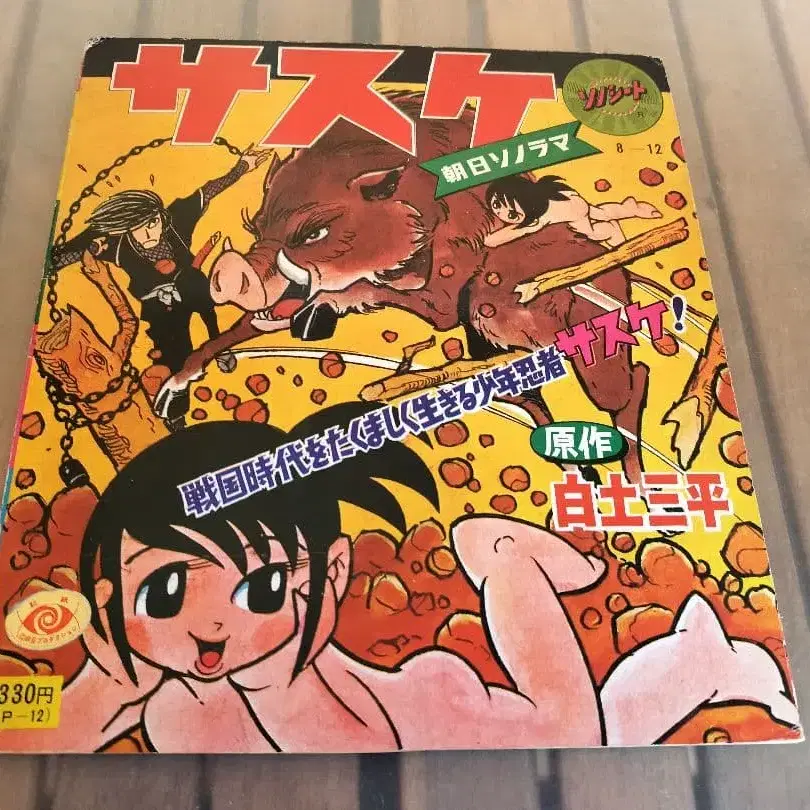 サスケ
ソノシート
朝日ソノラマ
8－12
戦国時代をたくましく生きる少年忍者サスケ！
原作
白土三平
330円
P－12)